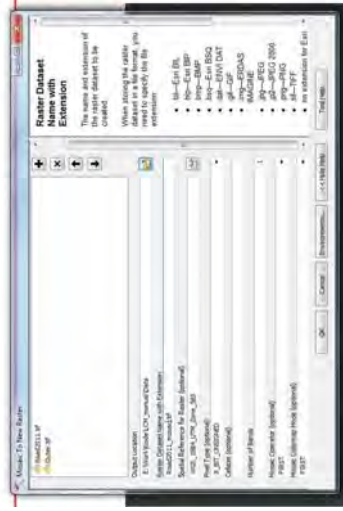 Mosaic To New Raster
Road2011.tif
Outer.tif
Output Location
Raster Dataset Name with Extension
Spatial Reference for Raster (optional)
Pixel Type (optional)
8_BIT_UNSIGNED
Cellsize (optional)
Number of Bands
1
Mosaic Operator (optional)
FIRST
Mosaic Colormap Mode (optional)
FIRST
OK
Cancel
Environments...
<< Hide Help
Raster Dataset
Name with
Extension
The name and extension of
the raster dataset to be
created.
When storing the raster
dataset in a file format, you
need to specify the file
extension:
bil—Esri BIL
bip—Esri BIP
bmp—BMP
bsq—Esri BSQ
dat—ENVI DAT
gif—GIF
img—ERDAS
IMAGINE
jpg—JPEG
jp2—JPEG 2000
png—PNG
tif—TIFF
no extension for Esri
Tool Help